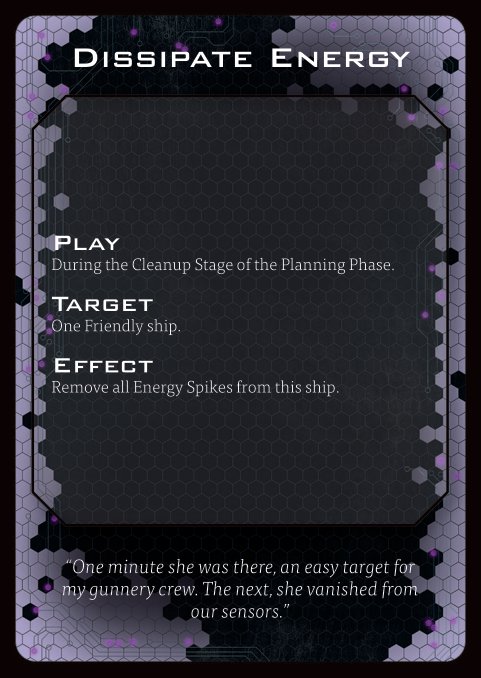 Dissipate Energy
Play
During the Cleanup Stage of the Planning Phase.
Target
One Friendly ship.
Effect
Remove all Energy Spikes from this ship.
“One minute she was there, an easy target for
my gunnery crew. The next, she vanished from
our sensors.”